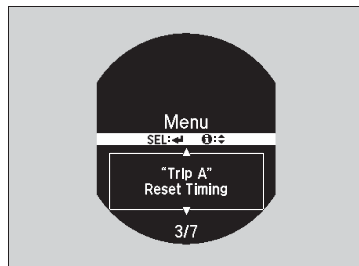 Menu
SEL:↵ ℹ:⬍
“Trip A”
Reset Timing
3/7